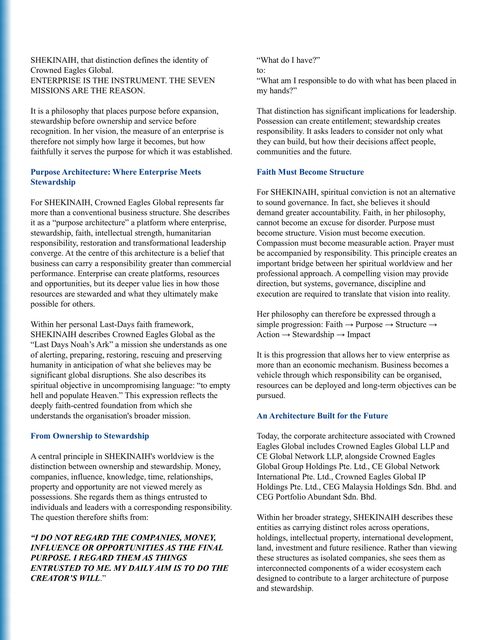 SHEKINAIH, that distinction defines the identity of
Crowned Eagles Global.
ENTERPRISE IS THE INSTRUMENT. THE SEVEN
MISSIONS ARE THE REASON.
It is a philosophy that places purpose before expansion,
stewardship before ownership and service before
recognition. In her vision, the measure of an enterprise is
therefore not simply how large it becomes, but how
faithfully it serves the purpose for which it was established.
Purpose Architecture: Where Enterprise Meets
Stewardship
For SHEKINAIH, Crowned Eagles Global represents far
more than a conventional business structure. She describes
it as a “purpose architecture” a platform where enterprise,
stewardship, faith, intellectual strength, humanitarian
responsibility, restoration and transformational leadership
converge. At the centre of this architecture is a belief that
business can carry a responsibility greater than commercial
performance. Enterprise can create platforms, resources
and opportunities, but its deeper value lies in how those
resources are stewarded and what they ultimately make
possible for others.
Within her personal Last-Days faith framework,
SHEKINAIH describes Crowned Eagles Global as the
“Last Days Noah’s Ark” a mission she understands as one
of alerting, preparing, restoring, rescuing and preserving
humanity in anticipation of what she believes may be
significant global disruptions. She also describes its
spiritual objective in uncompromising language: “to empty
hell and populate Heaven.” This expression reflects the
deeply faith-centred foundation from which she
understands the organisation's broader mission.
From Ownership to Stewardship
A central principle in SHEKINAIH's worldview is the
distinction between ownership and stewardship. Money,
companies, influence, knowledge, time, relationships,
property and opportunity are not viewed merely as
possessions. She regards them as things entrusted to
individuals and leaders with a corresponding responsibility.
The question therefore shifts from:
“I DO NOT REGARD THE COMPANIES, MONEY,
INFLUENCE OR OPPORTUNITIES AS THE FINAL
PURPOSE. I REGARD THEM AS THINGS
ENTRUSTED TO ME. MY DAILY AIM IS TO DO THE
CREATOR’S WILL.”
“What do I have?”
to:
“What am I responsible to do with what has been placed in
my hands?”
That distinction has significant implications for leadership.
Possession can create entitlement; stewardship creates
responsibility. It asks leaders to consider not only what
they can build, but how their decisions affect people,
communities and the future.
Faith Must Become Structure
For SHEKINAIH, spiritual conviction is not an alternative
to sound governance. In fact, she believes it should
demand greater accountability. Faith, in her philosophy,
cannot become an excuse for disorder. Purpose must
become structure. Vision must become execution.
Compassion must become measurable action. Prayer must
be accompanied by responsibility. This principle creates an
important bridge between her spiritual worldview and her
professional approach. A compelling vision may provide
direction, but systems, governance, discipline and
execution are required to translate that vision into reality.
Her philosophy can therefore be expressed through a
simple progression: Faith → Purpose → Structure →
Action → Stewardship → Impact
It is this progression that allows her to view enterprise as
more than an economic mechanism. Business becomes a
vehicle through which responsibility can be organised,
resources can be deployed and long-term objectives can be
pursued.
An Architecture Built for the Future
Today, the corporate architecture associated with Crowned
Eagles Global includes Crowned Eagles Global LLP and
CE Global Network LLP, alongside Crowned Eagles
Global Group Holdings Pte. Ltd., CE Global Network
International Pte. Ltd., Crowned Eagles Global IP
Holdings Pte. Ltd., CEG Malaysia Holdings Sdn. Bhd. and
CEG Portfolio Abundant Sdn. Bhd.
Within her broader strategy, SHEKINAIH describes these
entities as carrying distinct roles across operations,
holdings, intellectual property, international development,
land, investment and future resilience. Rather than viewing
these structures as isolated companies, she sees them as
interconnected components of a wider ecosystem each
designed to contribute to a larger architecture of purpose
and stewardship.